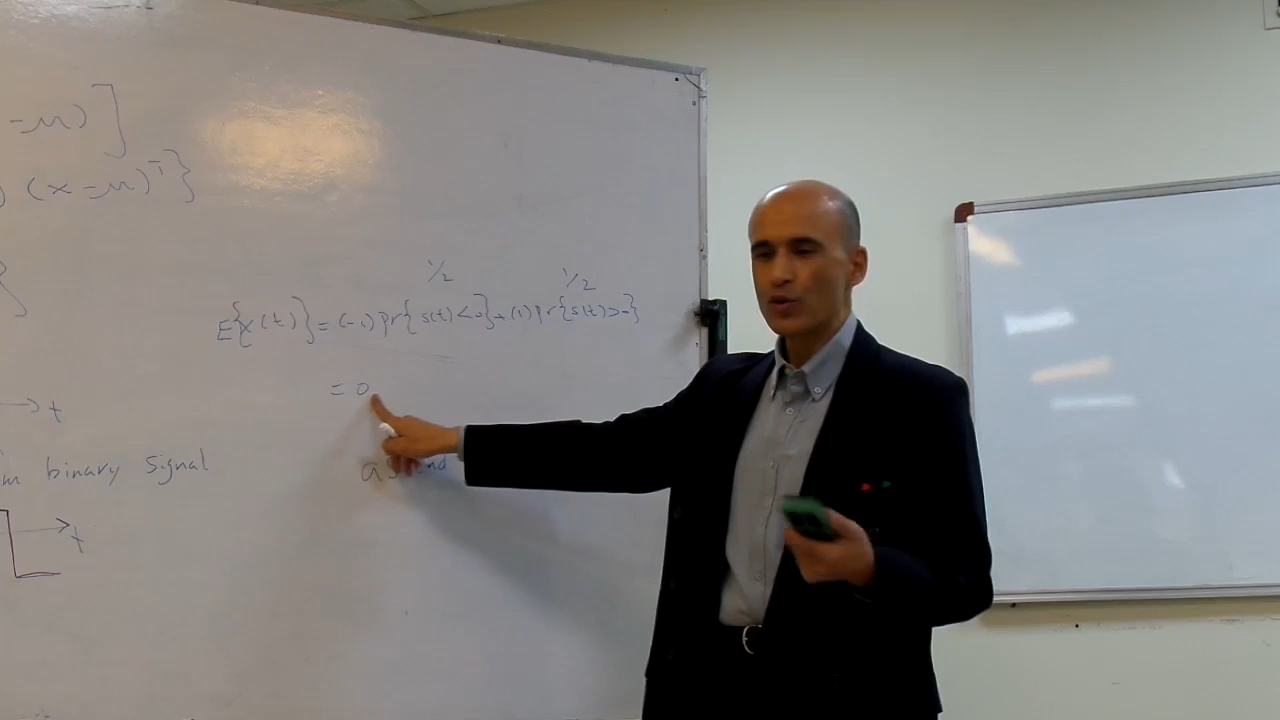 -μ)]
(x-μ)ᵀ}
1/2 1/2
E{x(t)}=(-1)pr{s(t)<0}+(1)pr{s(t)>0}
=0
t
m binary signal
t